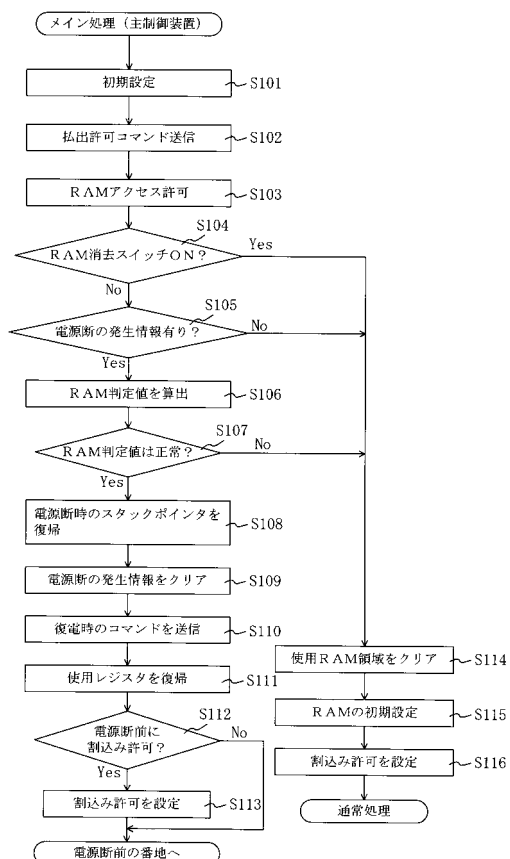 メイン処理（主制御装置）
初期設定
S101
払出許可コマンド送信
S102
RAMアクセス許可
S103
S104
RAM消去スイッチON？
Yes
No
S105
電源断の発生情報有り？
No
Yes
RAM判定値を算出
S106
S107
RAM判定値は正常？
No
Yes
電源断時のスタックポインタを
復帰
S108
電源断の発生情報をクリア
S109
復電時のコマンドを送信
S110
使用レジスタを復帰
S111
S112
電源断前に
割込み許可？
No
Yes
割込み許可を設定
S113
電源断前の番地へ
使用RAM領域をクリア
S114
RAMの初期設定
S115
割込み許可を設定
S116
通常処理